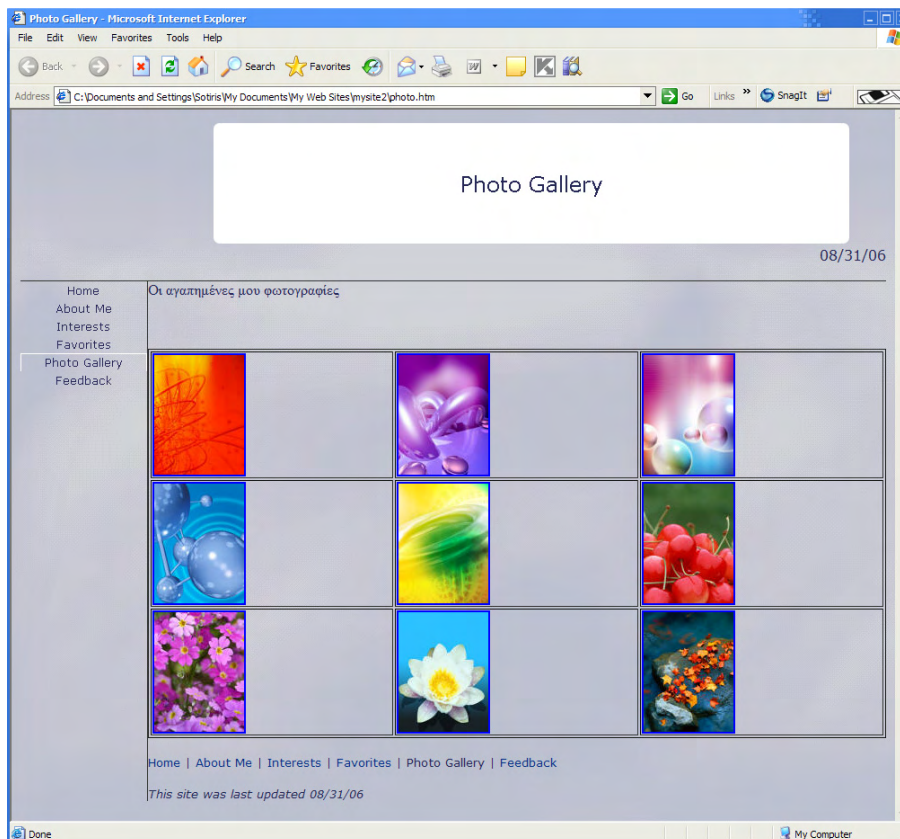 Photo Gallery - Microsoft Internet Explorer
File Edit View Favorites Tools Help
Back Search Favorites
Address C:\Documents and Settings\Sotiris\My Documents\My Web Sites\mysite2\photo.htm Go Links » SnagIt
Photo Gallery
08/31/06
Home
About Me
Interests
Favorites
Photo Gallery
Feedback
Οι αγαπημένες μου φωτογραφίες
Home | About Me | Interests | Favorites | Photo Gallery | Feedback
This site was last updated 08/31/06
Done My Computer